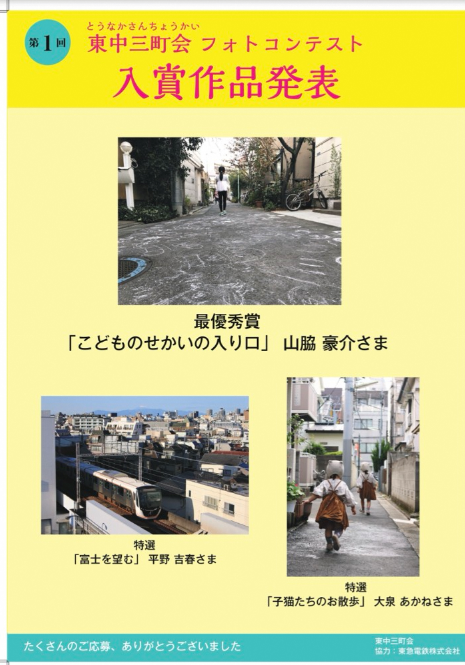 第1回
とうなかさんちょうかい
東中三町会 フォトコンテスト
入賞作品発表
最優秀賞
「こどものせかいの入り口」 山脇 豪介さま
特選
「富士を望む」 平野 吉春さま
特選
「子猫たちのお散歩」 大泉 あかねさま
たくさんのご応募、ありがとうございました
東中三町会
協力：東急電鉄株式会社